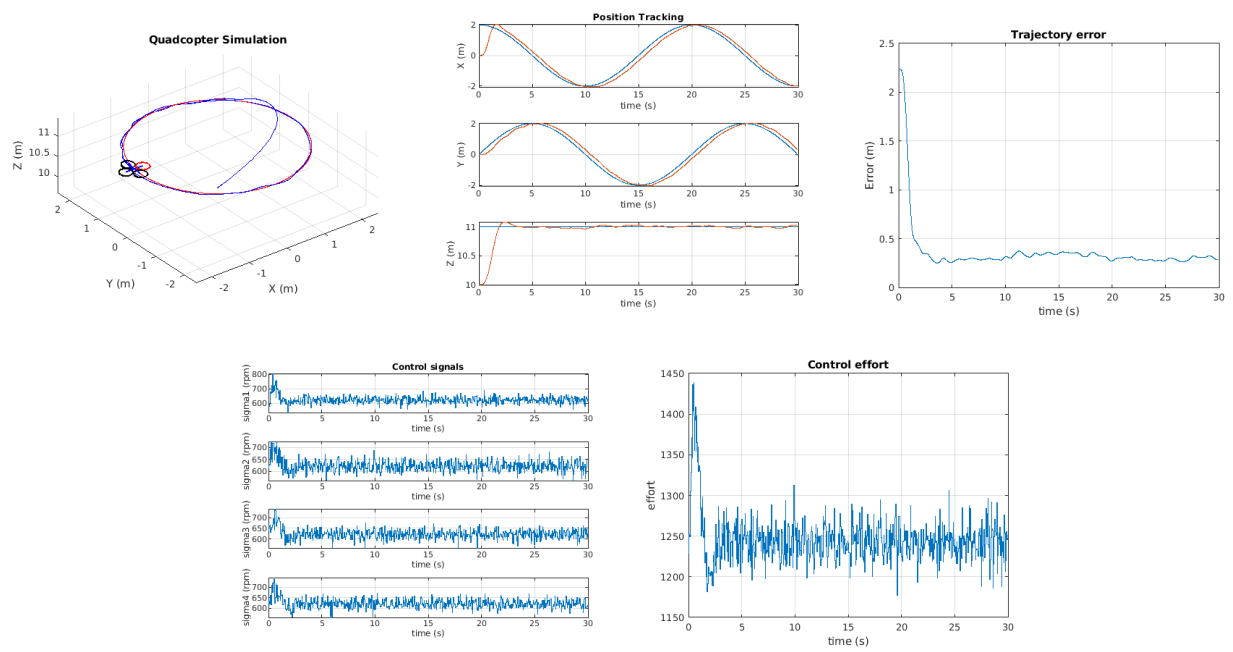 Quadcopter Simulation
11
10.5
10
Z (m)
2
1
0
-1
-2
Y (m)
-2
-1
0
1
2
X (m)
Position Tracking
2
0
-2
X (m)
0 5 10 15 20 25 30
time (s)
2
0
-2
Y (m)
0 5 10 15 20 25 30
time (s)
11
10.5
10
Z (m)
0 5 10 15 20 25 30
time (s)
Trajectory error
2.5
2
1.5
1
0.5
0
Error (m)
0 5 10 15 20 25 30
time (s)
Control signals
800
700
600
sigma1 (rpm)
0 5 10 15 20 25 30
time (s)
700
650
600
sigma2 (rpm)
0 5 10 15 20 25 30
time (s)
700
650
600
sigma3 (rpm)
0 5 10 15 20 25 30
time (s)
700
650
600
sigma4 (rpm)
0 5 10 15 20 25 30
time (s)
Control effort
1450
1400
1350
1300
1250
1200
1150
effort
0 5 10 15 20 25 30
time (s)